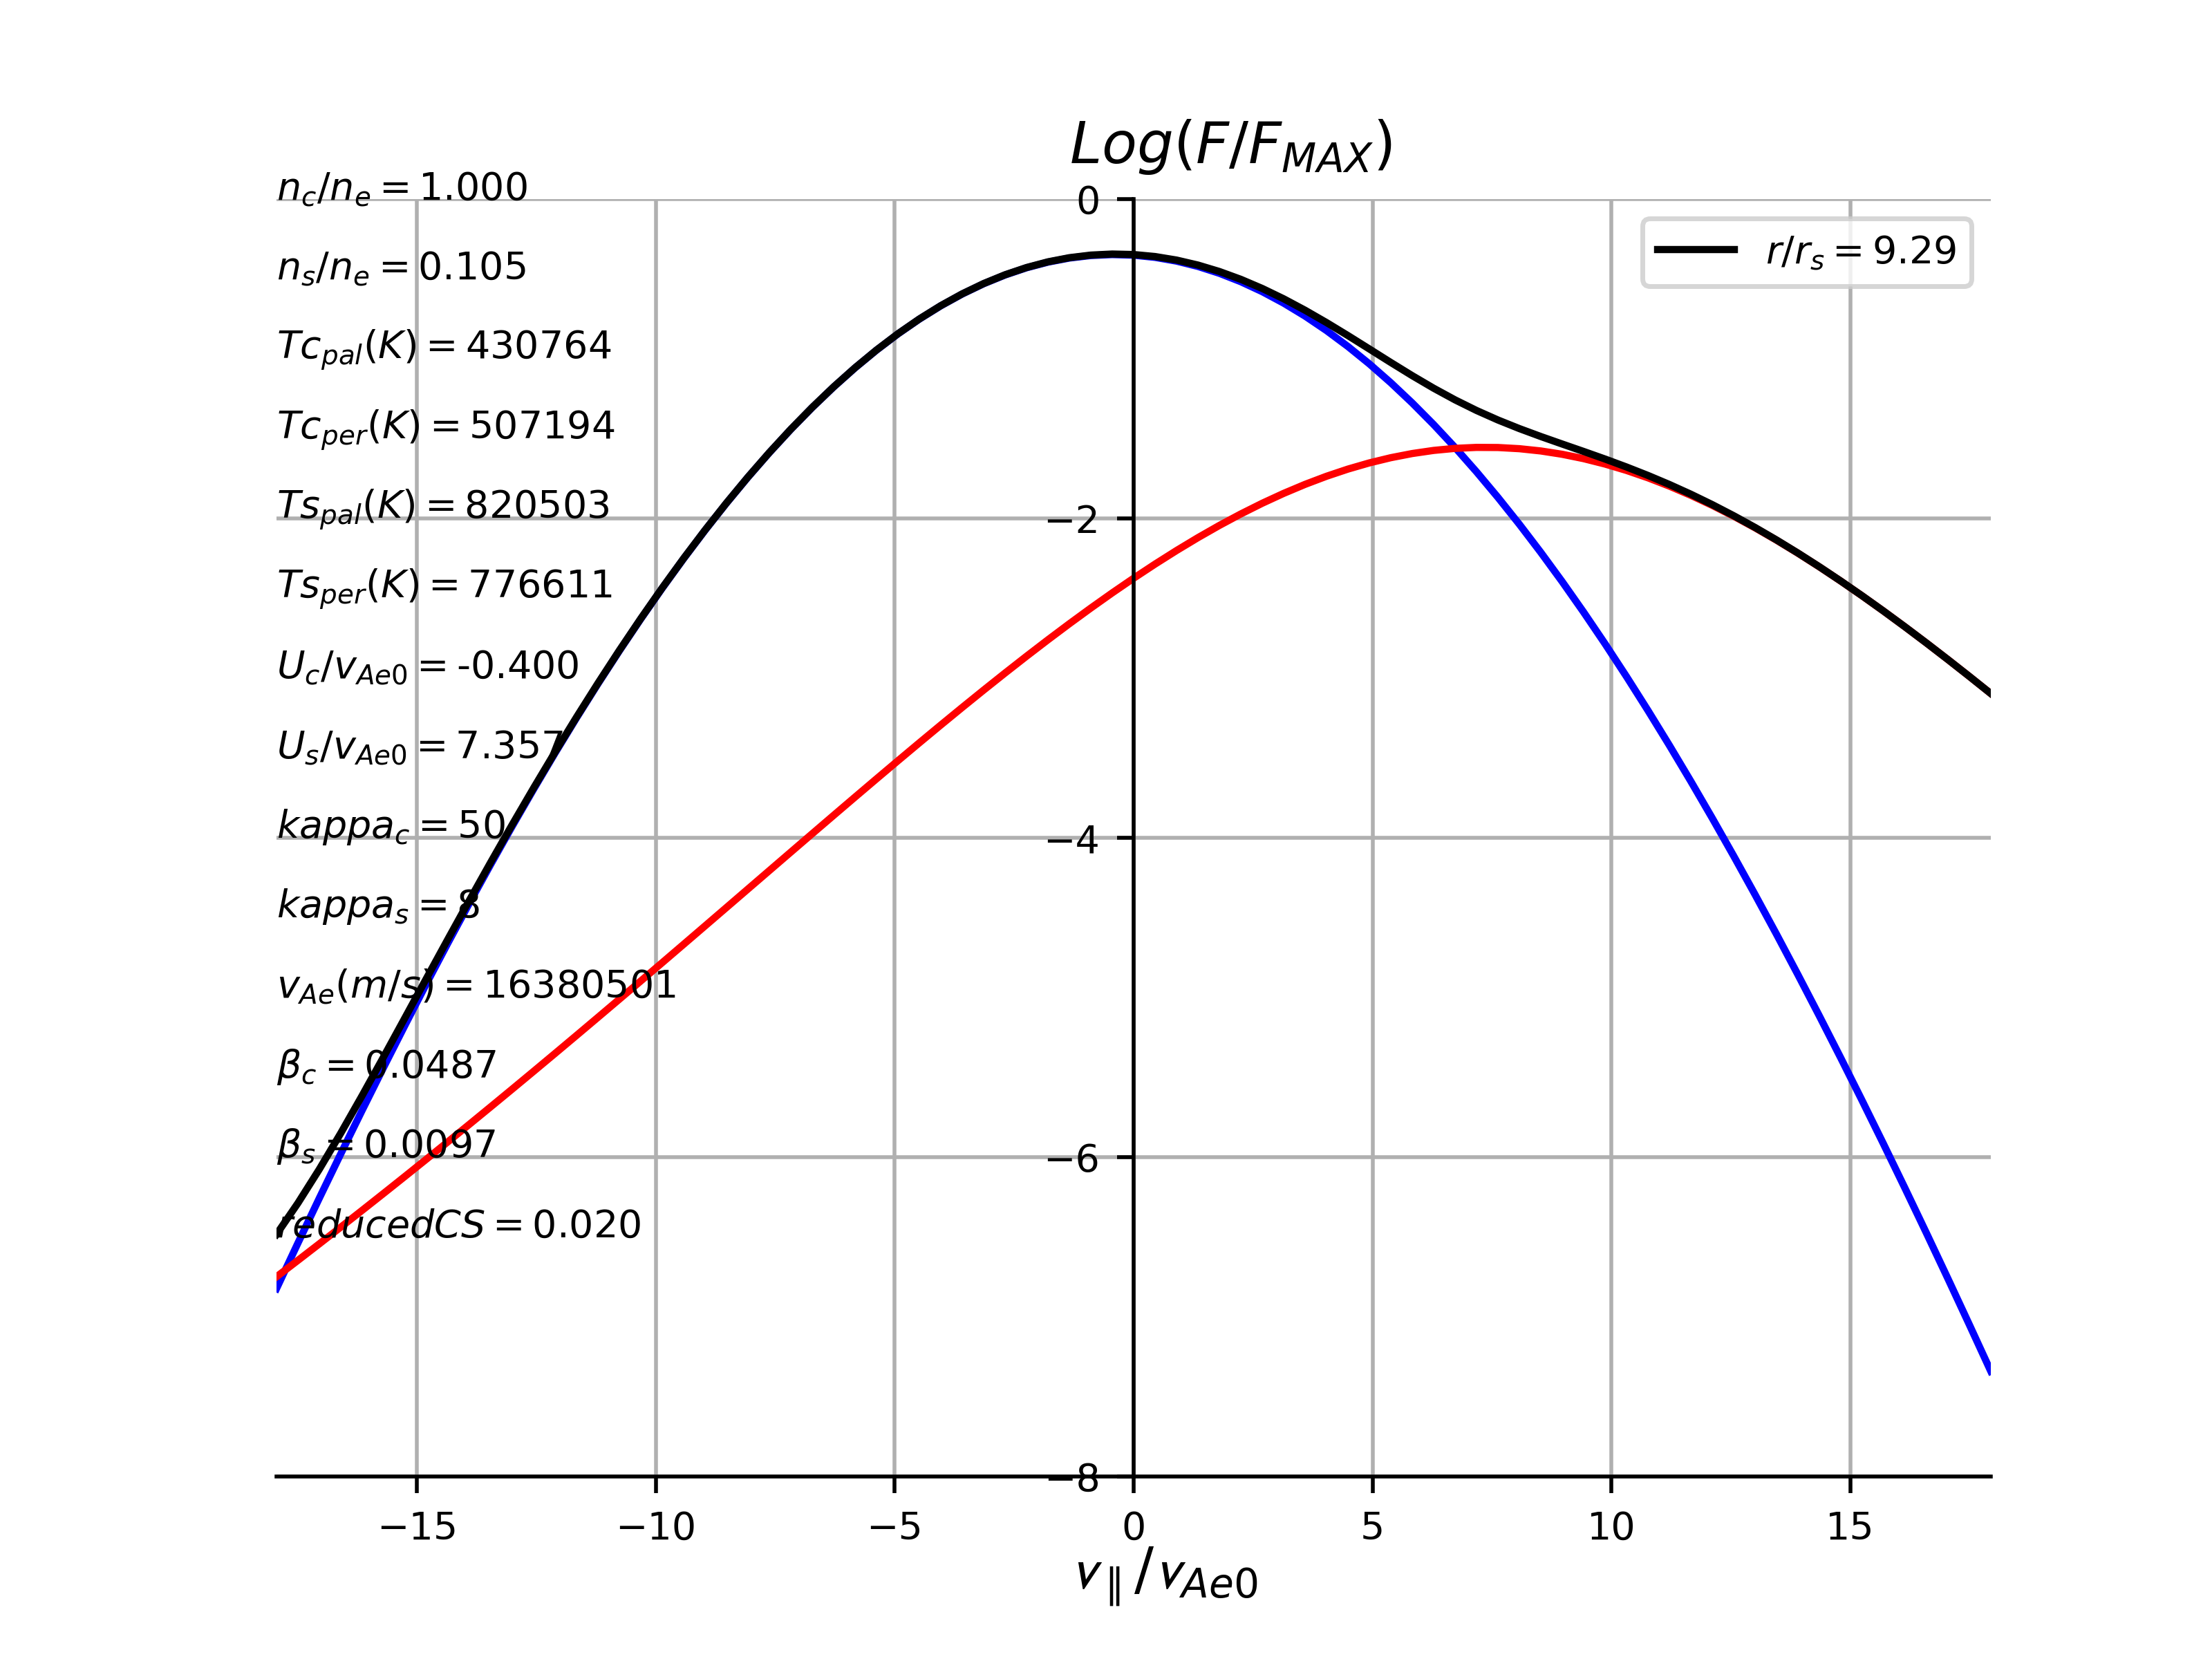 Log(F/F_MAX)
n_c/n_e = 1.000
n_s/n_e = 0.105
Tc_pal(K) = 430764
Tc_per(K) = 507194
Ts_pal(K) = 820503
Ts_per(K) = 776611
U_c/v_Ae0 = -0.400
U_s/v_Ae0 = 7.357
kappa_c = 50
kappa_s = 8
v_Ae(m/s) = 16380501
β_c = 0.0487
β_s = 0.0097
reducedCS = 0.020
r/r_s = 9.29
0
−2
−4
−6
−8
−15 −10 −5 0 5 10 15
v_∥/v_Ae0